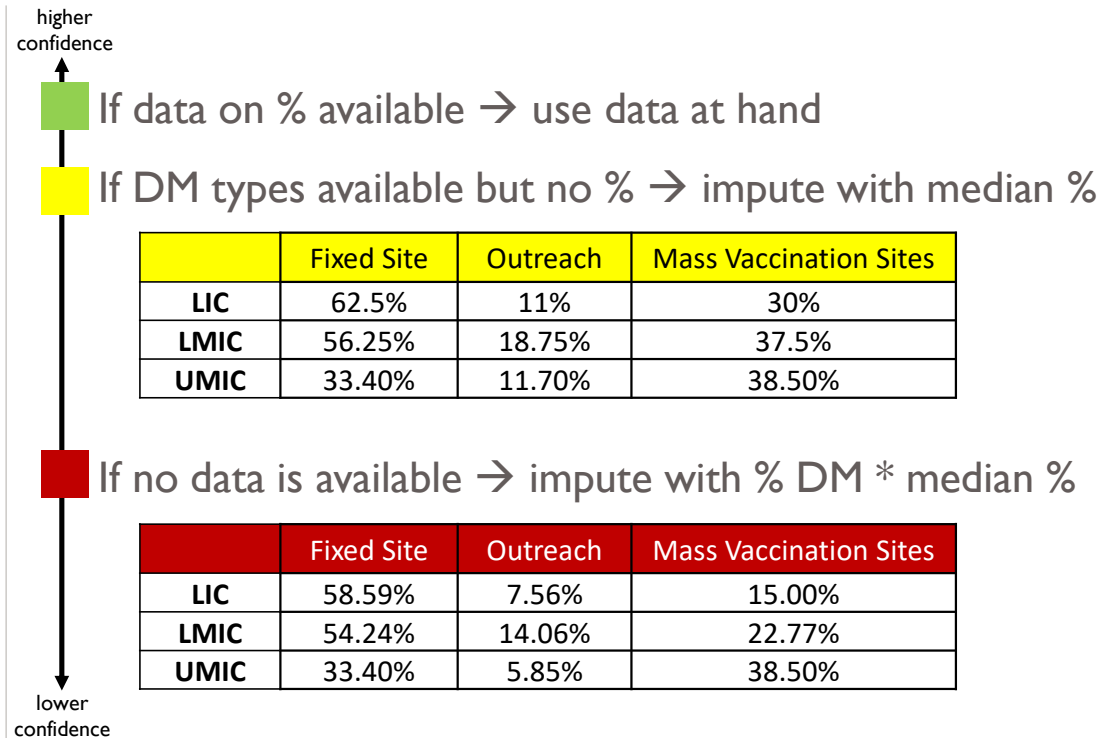 higher
confidence
If data on % available → use data at hand
If DM types available but no % → impute with median %
Fixed Site Outreach Mass Vaccination Sites
LIC 62.5% 11% 30%
LMIC 56.25% 18.75% 37.5%
UMIC 33.40% 11.70% 38.50%
If no data is available → impute with % DM * median %
Fixed Site Outreach Mass Vaccination Sites
LIC 58.59% 7.56% 15.00%
LMIC 54.24% 14.06% 22.77%
UMIC 33.40% 5.85% 38.50%
lower
confidence